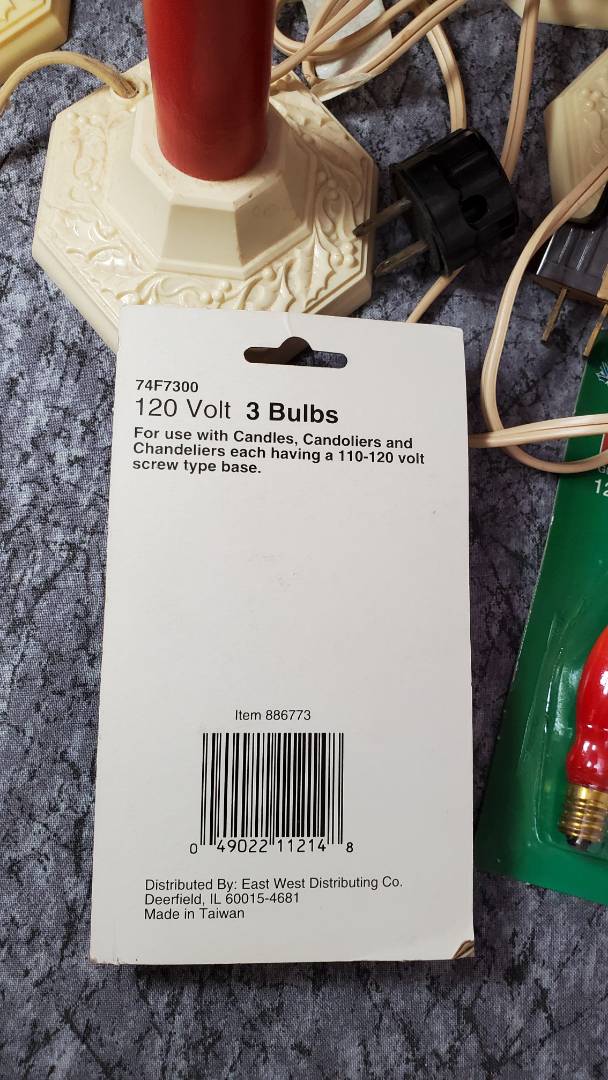 74F7300
120 Volt 3 Bulbs
For use with Candles, Candoliers and
Chandeliers each having a 110-120 volt
screw type base.
Item 886773
0 49022 11214 8
Distributed By: East West Distributing Co.
Deerfield, IL 60015-4681
Made in Taiwan